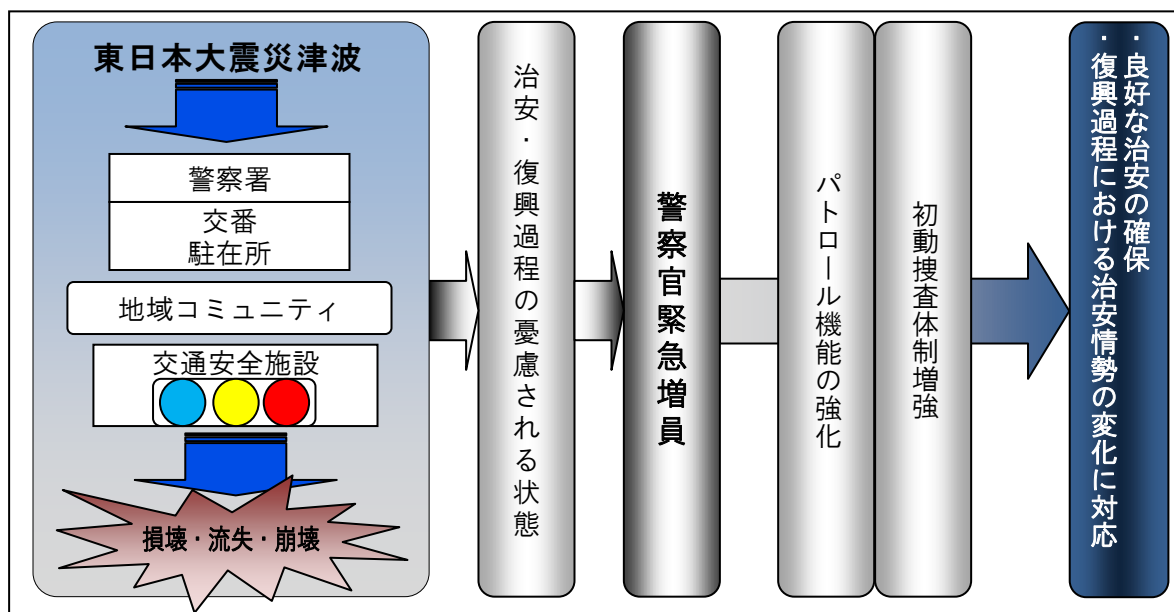 東日本大震災津波
警察署
交番
駐在所
地域コミュニティ
交通安全施設
損壊・流失・崩壊
治安・復興過程の憂慮される状態
警察官緊急増員
パトロール機能の強化
初動捜査体制増強
・良好な治安の確保
・復興過程における治安情勢の変化に対応